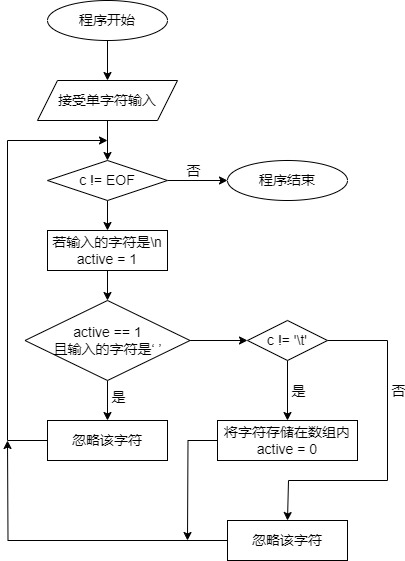 程序开始
接受单字符输入
c != EOF
否
程序结束
若输入的字符是\n
active = 1
active == 1
且输入的字符是‘ ’
c != '\t'
是
是
否
忽略该字符
将字符存储在数组内
active = 0
忽略该字符